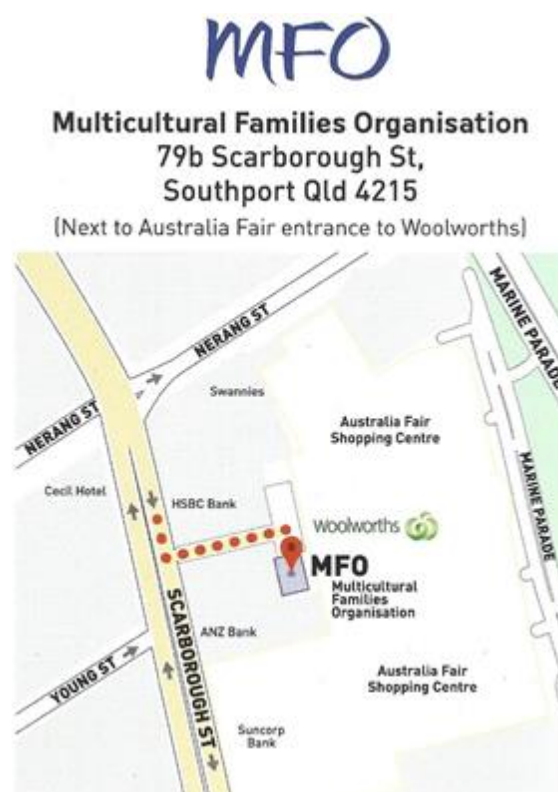 MFO
Multicultural Families Organisation
79b Scarborough St,
Southport Qld 4215
(Next to Australia Fair entrance to Woolworths)
MARINE PARADE
MARINE PARADE
NERANG ST
NERANG ST
Swannies
Australia Fair
Shopping Centre
Cecil Hotel
HSBC Bank
Woolworths
MFO
Multicultural
Families
Organisation
MARINE PARADE
SCARBOROUGH ST
ANZ Bank
YOUNG ST
Australia Fair
Shopping Centre
Suncorp
Bank